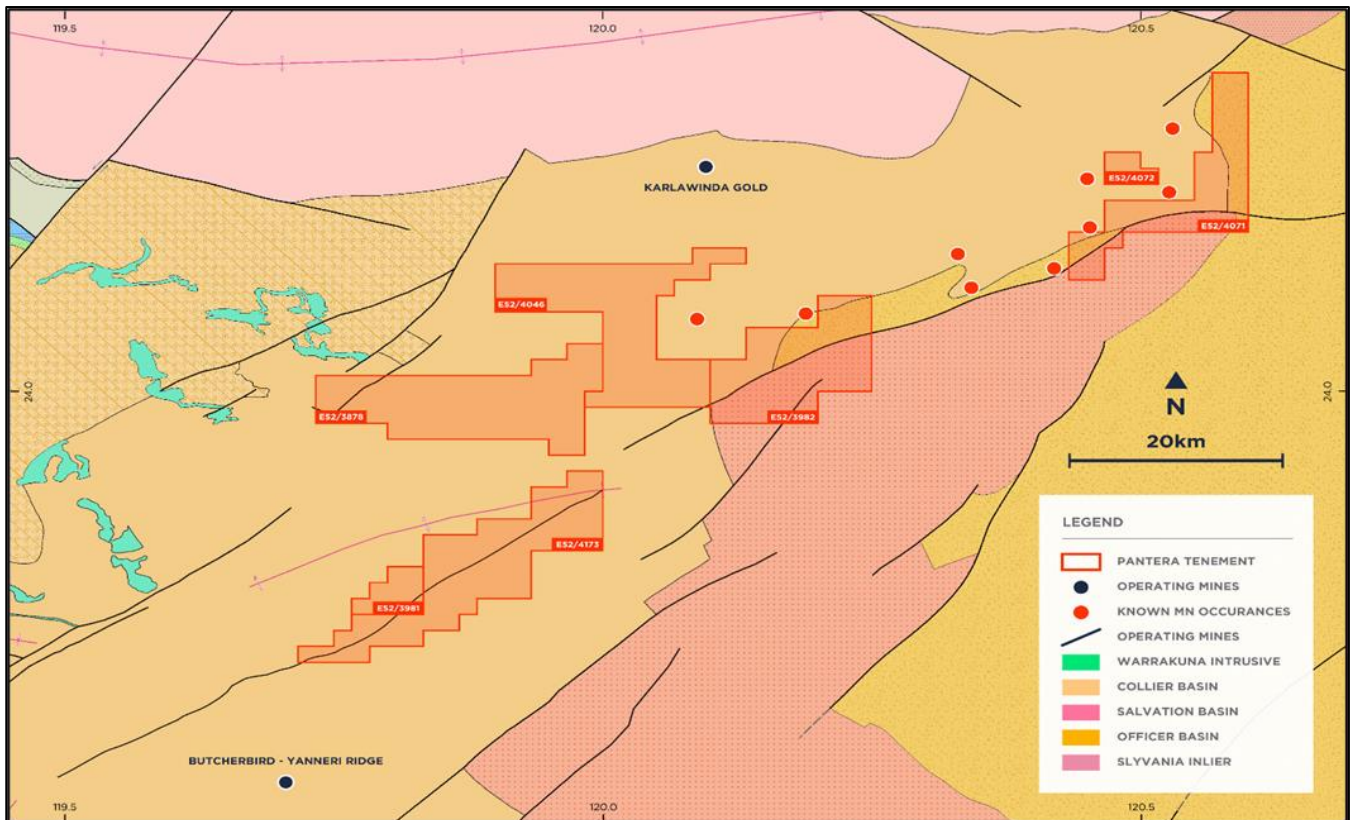 119.5
120.0
120.5
KARLAWINDA GOLD
E52/4072
E52/4071
E52/4046
24.0
24.0
E52/3878
E52/3982
N
20km
E52/4173
E52/3981
BUTCHERBIRD - YANNERI RIDGE
LEGEND
PANTERA TENEMENT
OPERATING MINES
KNOWN MN OCCURANCES
OPERATING MINES
WARRAKUNA INTRUSIVE
COLLIER BASIN
SALVATION BASIN
OFFICER BASIN
SLYVANIA INLIER
119.5
120.0
120.5